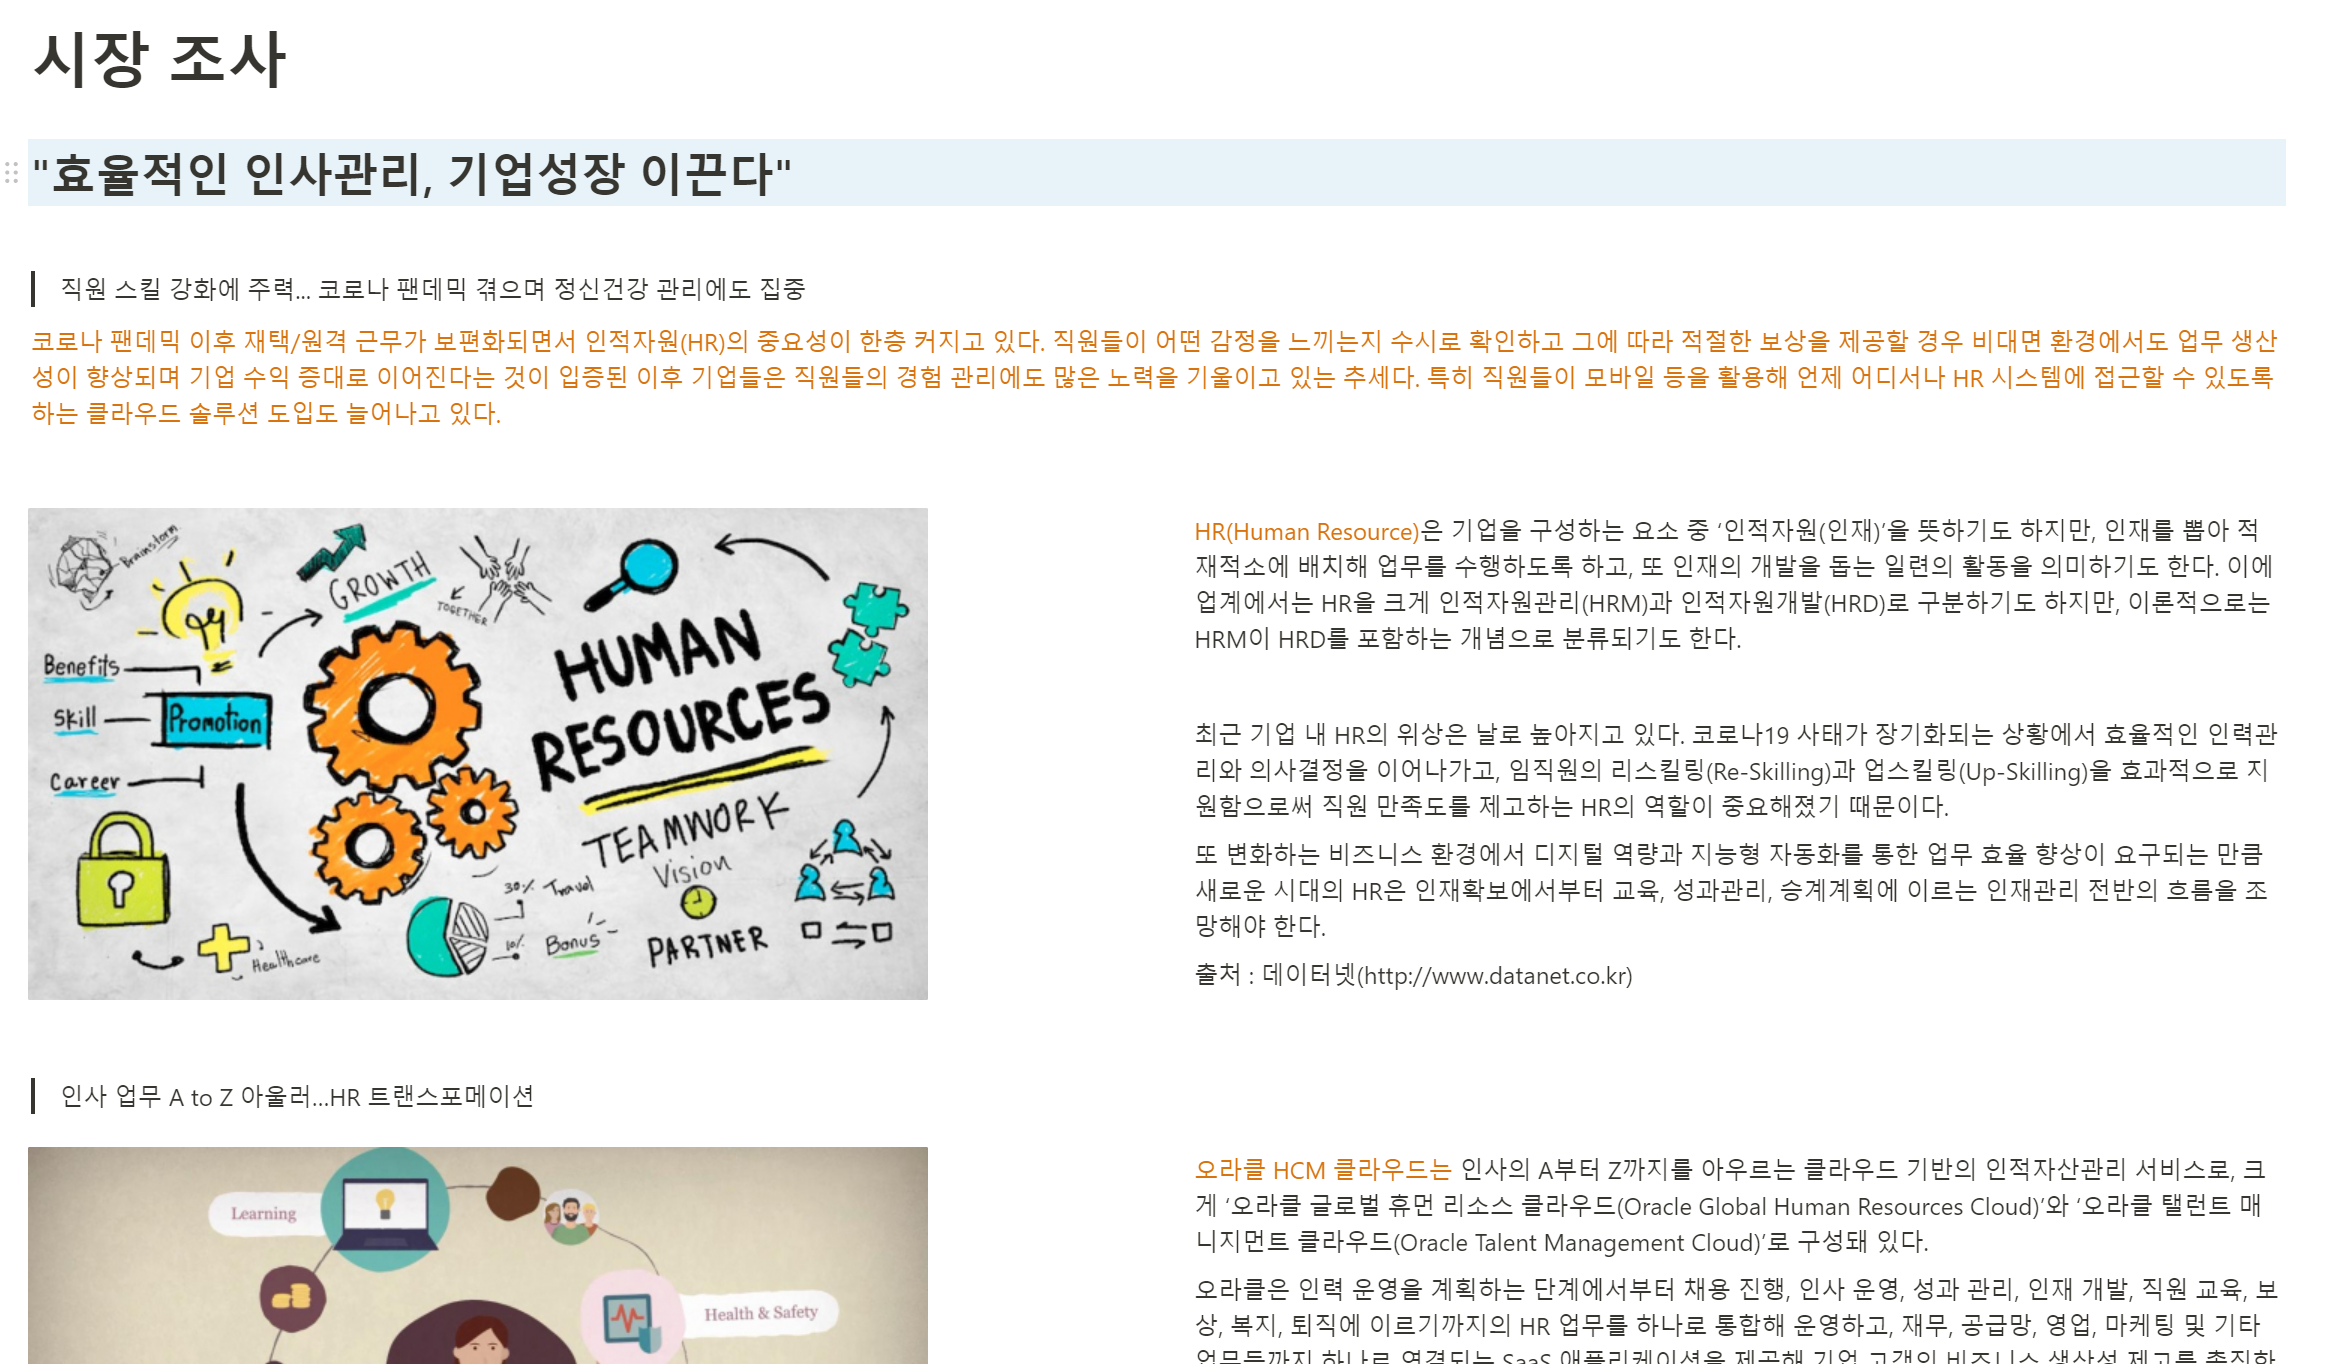 시장 조사
"효율적인 인사관리, 기업성장 이끈다"
직원 스킬 강화에 주력... 코로나 팬데믹 겪으며 정신건강 관리에도 집중
코로나 팬데믹 이후 재택/원격 근무가 보편화되면서 인적자원(HR)의 중요성이 한층 커지고 있다. 직원들이 어떤 감정을 느끼는지 수시로 확인하고 그에 따라 적절한 보상을 제공할 경우 비대면 환경에서도 업무 생산
성이 향상되며 기업 수익 증대로 이어진다는 것이 입증된 이후 기업들은 직원들의 경험 관리에도 많은 노력을 기울이고 있는 추세다. 특히 직원들이 모바일 등을 활용해 언제 어디서나 HR 시스템에 접근할 수 있도록
하는 클라우드 솔루션 도입도 늘어나고 있다.
Brainstorm
GROWTH
TOGETHER
Benefits
Skill
Promotion
Career
HUMAN
RESOURCES
TEAMWORK
Vision
30% Travel
10% Bonus
PARTNER
Healthcare
HR(Human Resource)은 기업을 구성하는 요소 중 ‘인적자원(인재)’을 뜻하기도 하지만, 인재를 뽑아 적
재적소에 배치해 업무를 수행하도록 하고, 또 인재의 개발을 돕는 일련의 활동을 의미하기도 한다. 이에
업계에서는 HR을 크게 인적자원관리(HRM)과 인적자원개발(HRD)로 구분하기도 하지만, 이론적으로는
HRM이 HRD를 포함하는 개념으로 분류되기도 한다.
최근 기업 내 HR의 위상은 날로 높아지고 있다. 코로나19 사태가 장기화되는 상황에서 효율적인 인력관
리와 의사결정을 이어나가고, 임직원의 리스킬링(Re-Skilling)과 업스킬링(Up-Skilling)을 효과적으로 지
원함으로써 직원 만족도를 제고하는 HR의 역할이 중요해졌기 때문이다.
또 변화하는 비즈니스 환경에서 디지털 역량과 지능형 자동화를 통한 업무 효율 향상이 요구되는 만큼
새로운 시대의 HR은 인재확보에서부터 교육, 성과관리, 승계계획에 이르는 인재관리 전반의 흐름을 조
망해야 한다.
출처 : 데이터넷(http://www.datanet.co.kr)
인사 업무 A to Z 아울러…HR 트랜스포메이션
Learning
Health & Safety
오라클 HCM 클라우드는 인사의 A부터 Z까지를 아우르는 클라우드 기반의 인적자산관리 서비스로, 크
게 ‘오라클 글로벌 휴먼 리소스 클라우드(Oracle Global Human Resources Cloud)’와 ‘오라클 탤런트 매
니지먼트 클라우드(Oracle Talent Management Cloud)’로 구성돼 있다.
오라클은 인력 운영을 계획하는 단계에서부터 채용 진행, 인사 운영, 성과 관리, 인재 개발, 직원 교육, 보
상, 복지, 퇴직에 이르기까지의 HR 업무를 하나로 통합해 운영하고, 재무, 공급망, 영업, 마케팅 및 기타
업무들까지 하나로 연결되는 SaaS 애플리케이션을 제공해 기업 고객의 비즈니스 생산성 제고를 촉진한